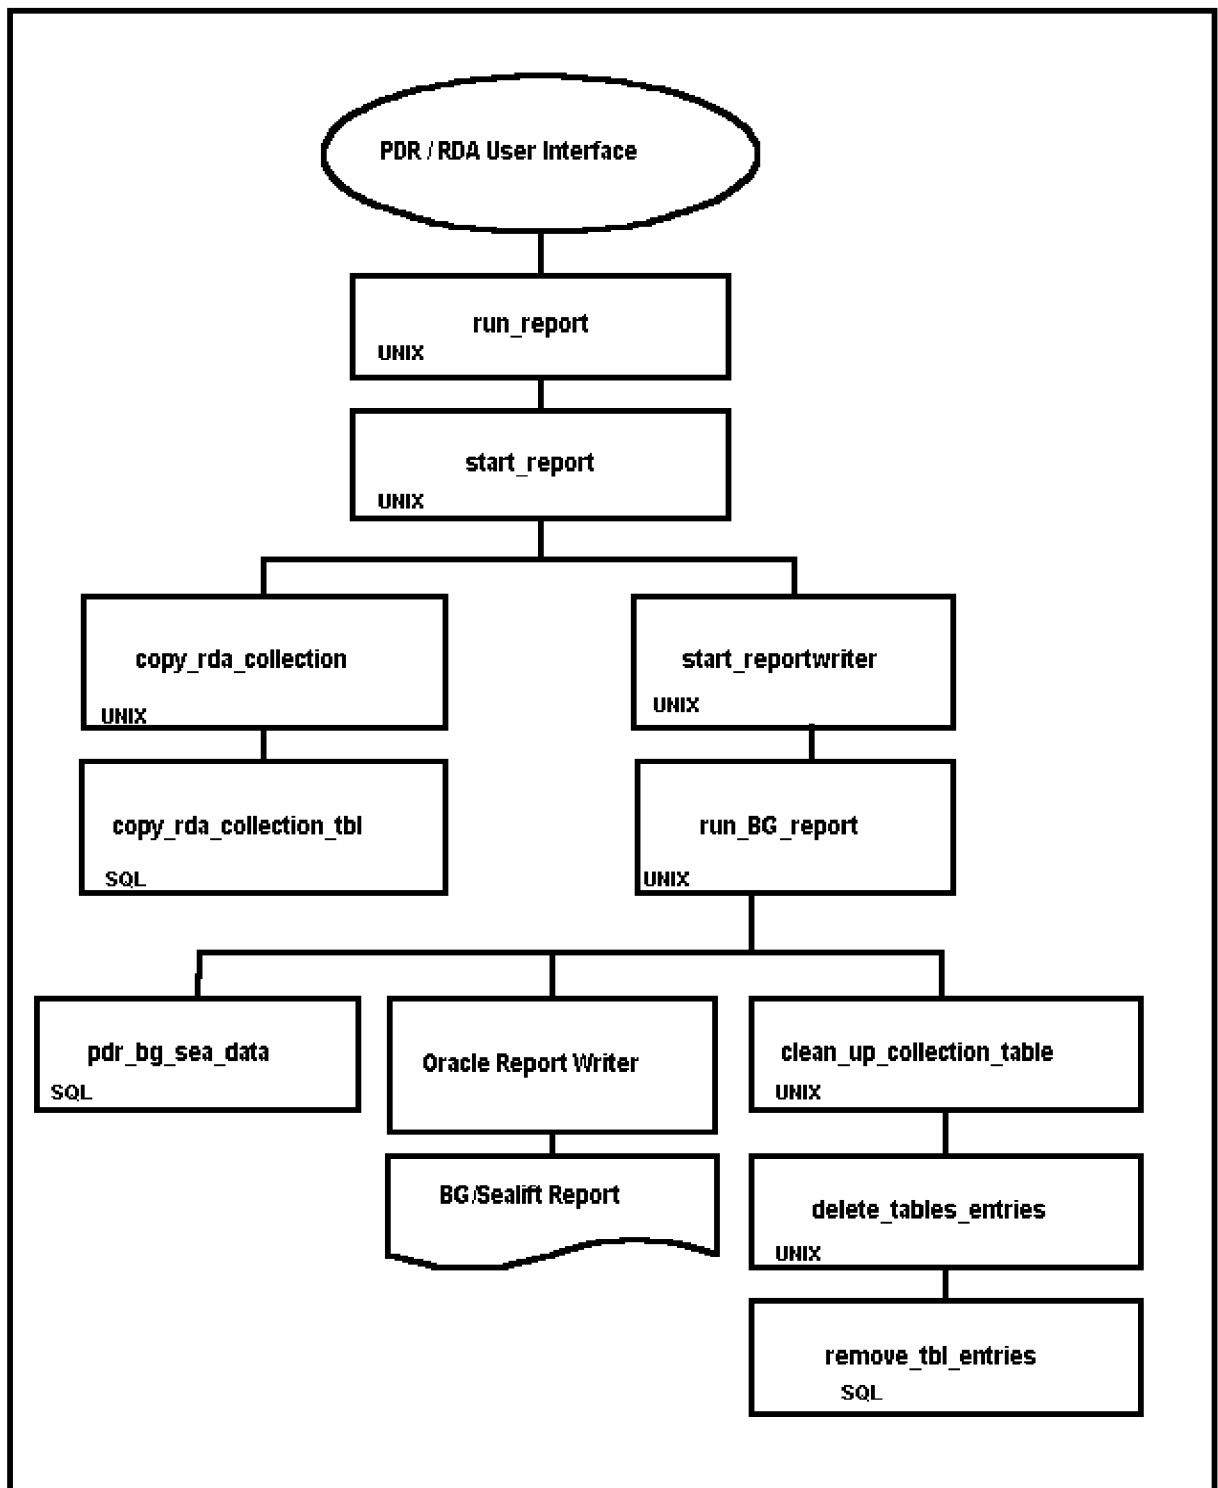 PDR / RDA User Interface
run_report
UNIX
start_report
UNIX
copy_rda_collection
UNIX
start_reportwriter
UNIX
copy_rda_collection_tbl
SQL
run_BG_report
UNIX
pdr_bg_sea_data
SQL
Oracle Report Writer
clean_up_collection_table
UNIX
BG/Sealift Report
delete_tables_entries
UNIX
remove_tbl_entries
SQL